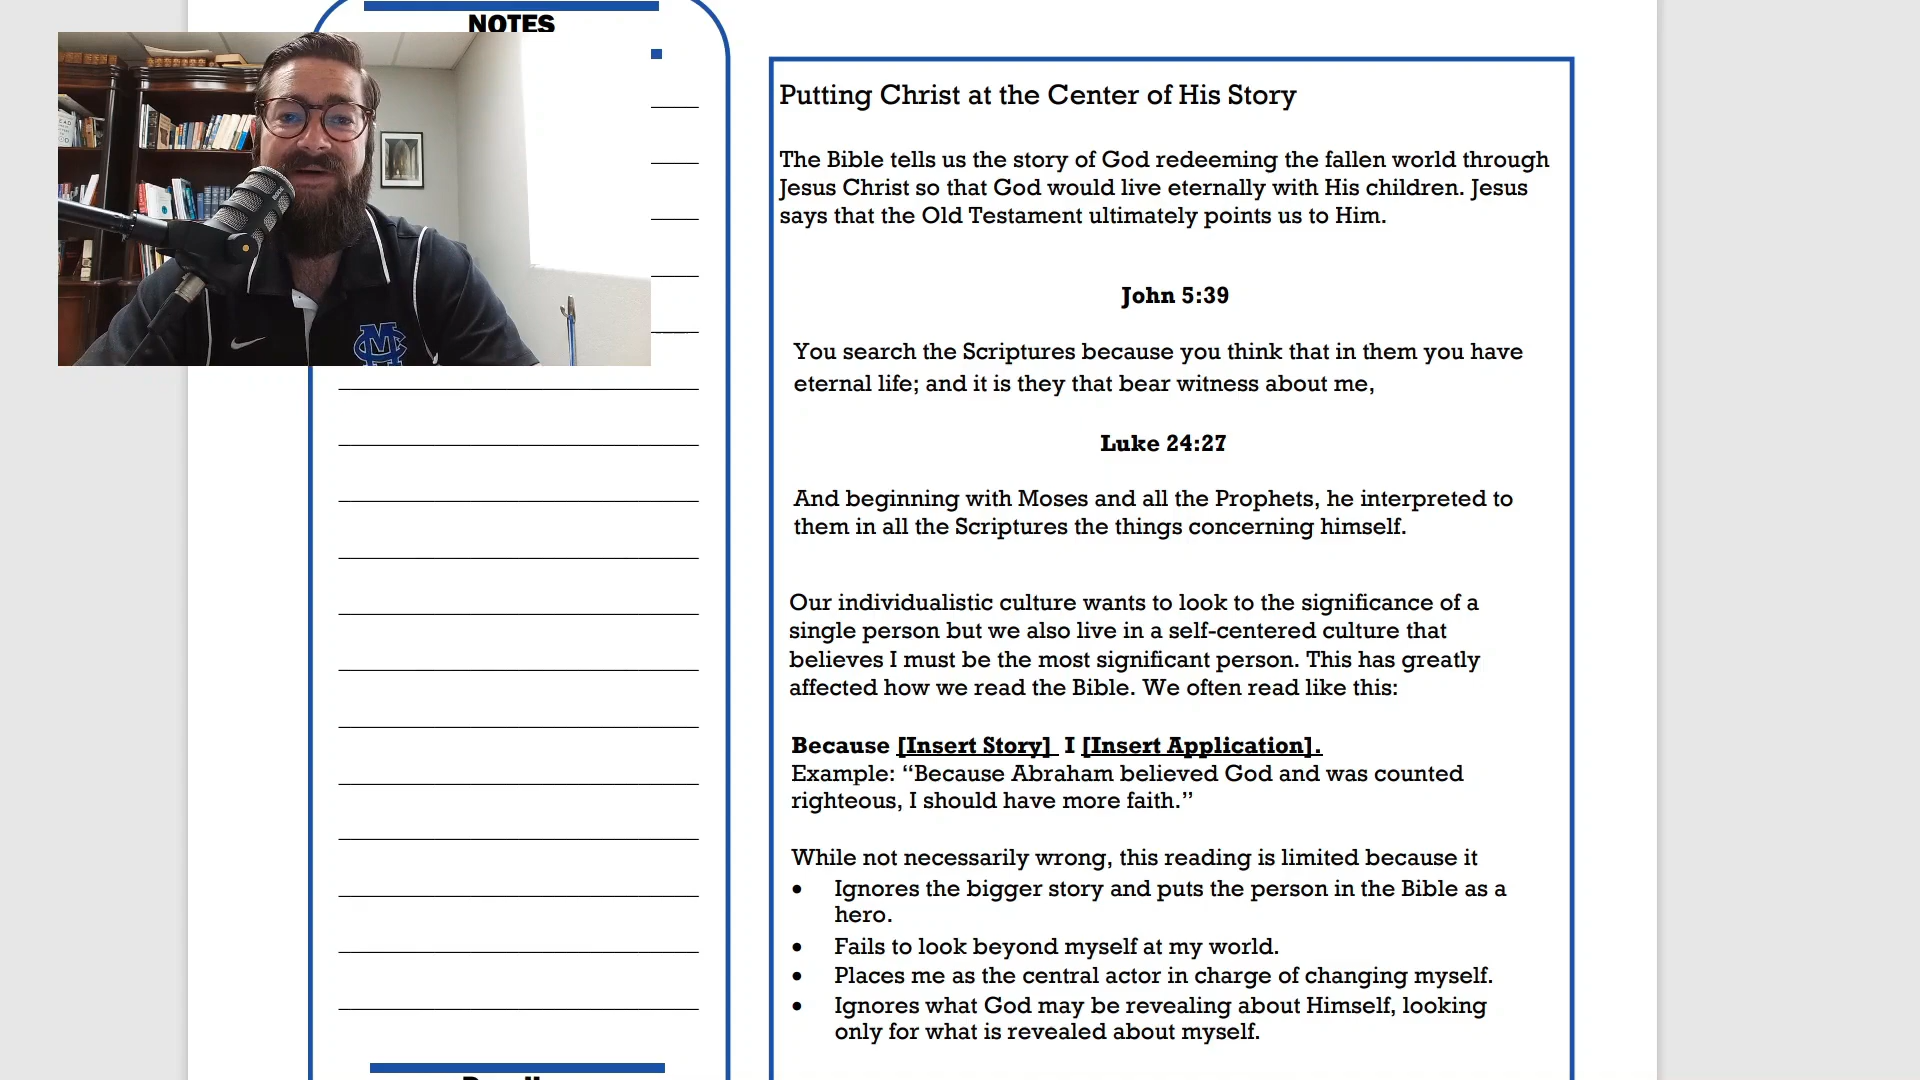 NOTES
Putting Christ at the Center of His Story
The Bible tells us the story of God redeeming the fallen world through
Jesus Christ so that God would live eternally with His children. Jesus
says that the Old Testament ultimately points us to Him.
John 5:39
You search the Scriptures because you think that in them you have
eternal life; and it is they that bear witness about me,
Luke 24:27
And beginning with Moses and all the Prophets, he interpreted to
them in all the Scriptures the things concerning himself.
Our individualistic culture wants to look to the significance of a
single person but we also live in a self-centered culture that
believes I must be the most significant person. This has greatly
affected how we read the Bible. We often read like this:
Because [Insert Story] I [Insert Application].
Example: “Because Abraham believed God and was counted
righteous, I should have more faith.”
While not necessarily wrong, this reading is limited because it
• Ignores the bigger story and puts the person in the Bible as a
hero.
• Fails to look beyond myself at my world.
• Places me as the central actor in charge of changing myself.
• Ignores what God may be revealing about Himself, looking
only for what is revealed about myself.